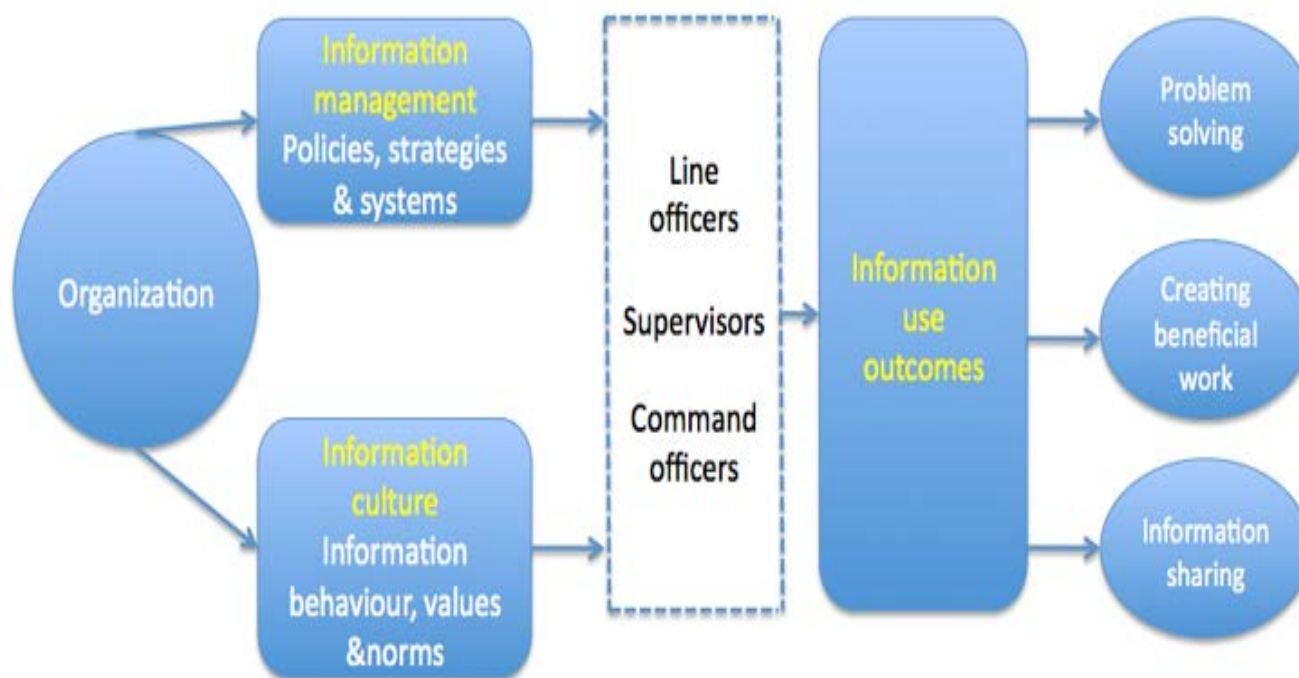 Organization
Information
management
Policies, strategies
& systems
Information
culture
Information
behaviour, values
&norms
Line
officers
Supervisors
Command
officers
Information
use
outcomes
Problem
solving
Creating
beneficial
work
Information
sharing